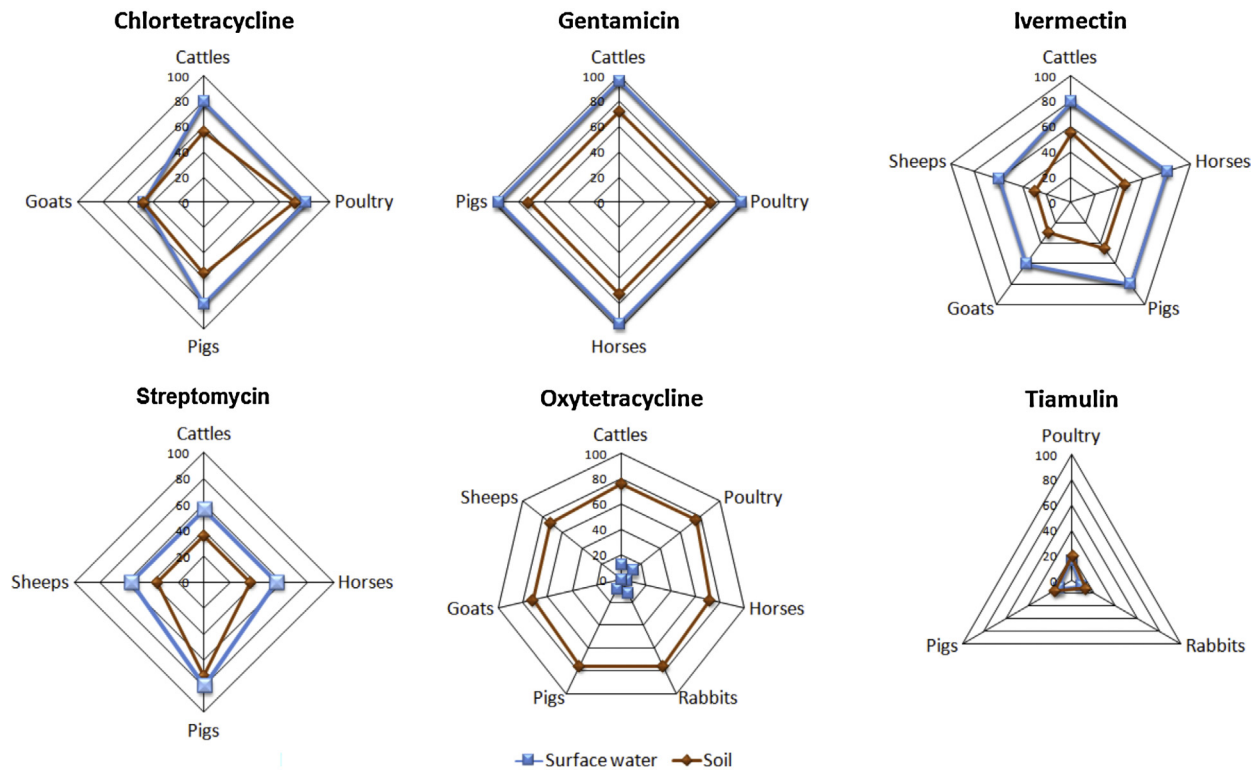 Chlortetracycline
Cattles
100
80
60
40
20
0
Goats
Poultry
Pigs
Gentamicin
Cattles
100
80
60
40
20
0
Pigs
Poultry
Horses
Ivermectin
Cattles
100
80
60
40
20
0
Sheeps
Horses
Goats
Pigs
Streptomycin
Cattles
100
80
60
40
20
0
Sheeps
Horses
Pigs
Oxytetracycline
Cattles
100
80
60
40
20
0
Sheeps
Poultry
Goats
Horses
Pigs
Rabbits
Tiamulin
Poultry
100
80
60
40
20
0
Pigs
Rabbits
Surface water
Soil